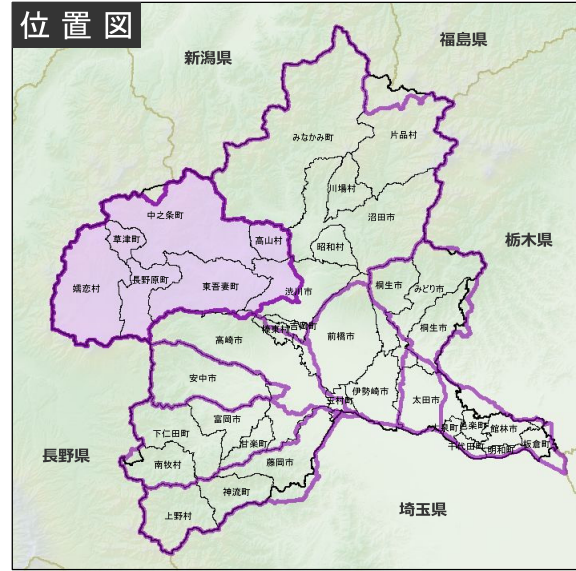 位置図
福島県
新潟県
みなかみ町
片品村
川場村
中之条町
沼田市
草津町
高山村
昭和村
栃木県
嬬恋村
長野原町
東吾妻町
渋川市
桐生市
みどり市
榛東村
吉岡町
桐生市
高崎市
前橋市
安中市
伊勢崎市
玉村町
太田市
富岡市
下仁田町
甘楽町
大泉町
邑楽町
館林市
千代田町
明和町
板倉町
長野県
南牧村
藤岡市
神流町
上野村
埼玉県